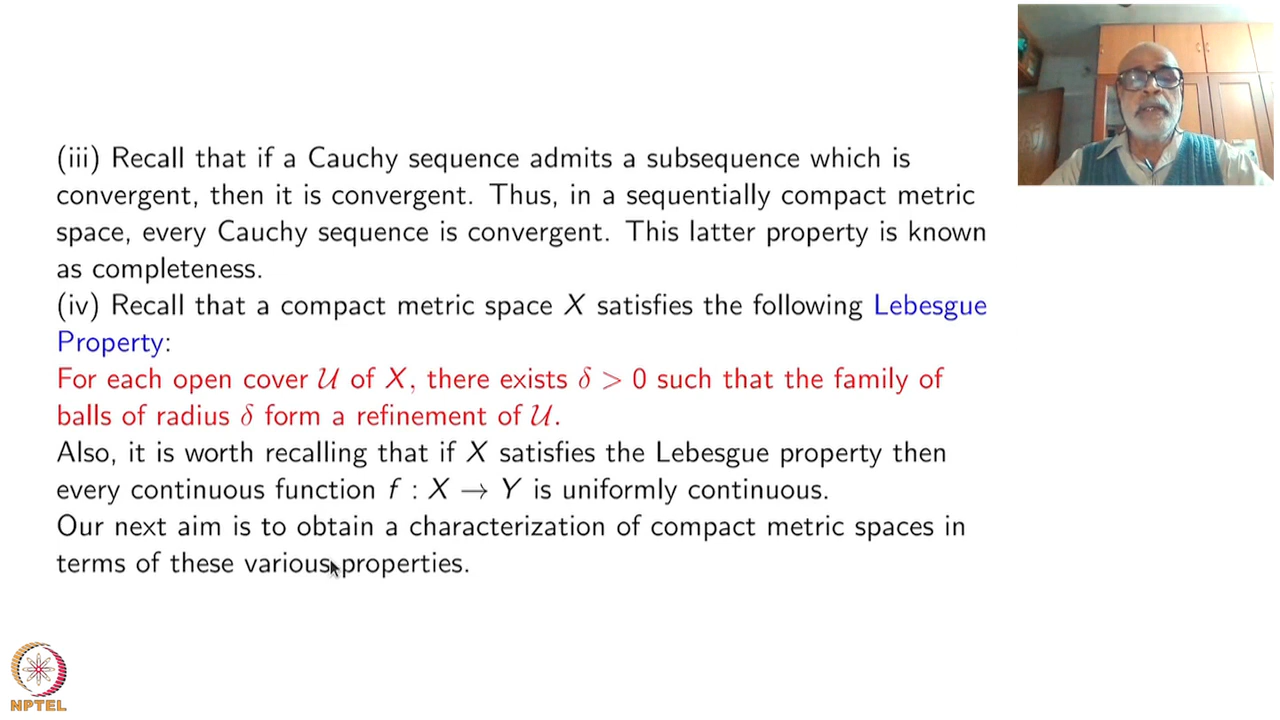 (iii) Recall that if a Cauchy sequence admits a subsequence which is
convergent, then it is convergent. Thus, in a sequentially compact metric
space, every Cauchy sequence is convergent. This latter property is known
as completeness.
(iv) Recall that a compact metric space X satisfies the following Lebesgue
Property:
For each open cover 𝒰 of X, there exists δ > 0 such that the family of
balls of radius δ form a refinement of 𝒰.
Also, it is worth recalling that if X satisfies the Lebesgue property then
every continuous function f : X → Y is uniformly continuous.
Our next aim is to obtain a characterization of compact metric spaces in
terms of these various properties.
NPTEL